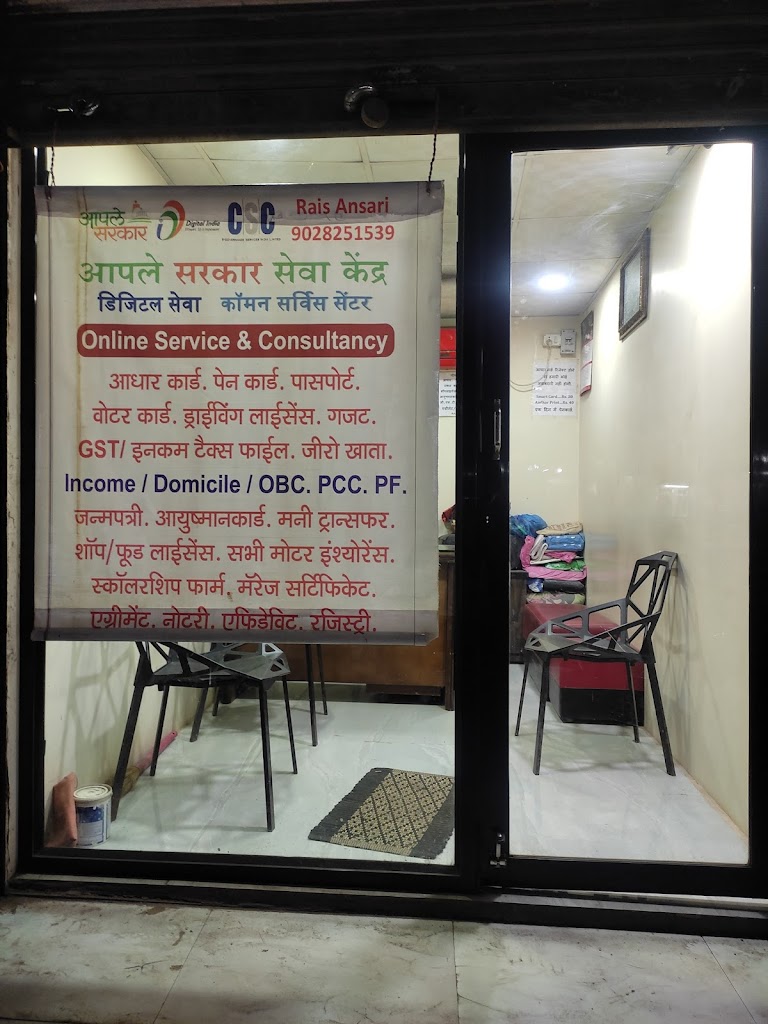 आपले
सरकार
Digital India
CSC
Rais Ansari
9028251539
आपले सरकार सेवा केंद्र
डिजिटल सेवा कॉमन सर्विस सेंटर
Online Service & Consultancy
आधार कार्ड. पेन कार्ड. पासपोर्ट.
वोटर कार्ड. ड्राईविंग लाईसेंस. गजट.
GST/ इनकम टैक्स फाईल. जीरो खाता.
Income / Domicile / OBC. PCC. PF.
जन्मपत्री. आयुष्मानकार्ड. मनी ट्रान्सफर.
शॉप/फूड लाईसेंस. सभी मोटर इंश्योरेंस.
स्कॉलरशिप फार्म. मॅरेज सर्टिफिकेट.
एग्रीमेंट. नोटरी. एफिडेविट. रजिस्ट्री.